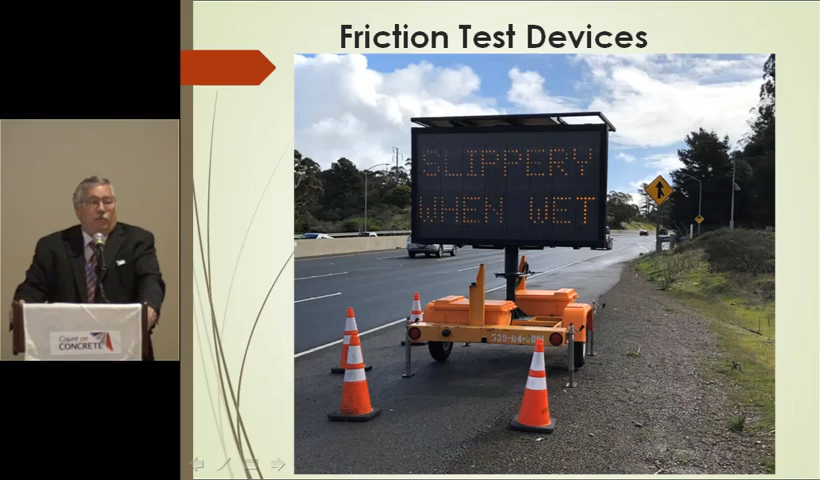 Friction Test Devices
SLIPPERY
WHEN WET
Count on
CONCRETE